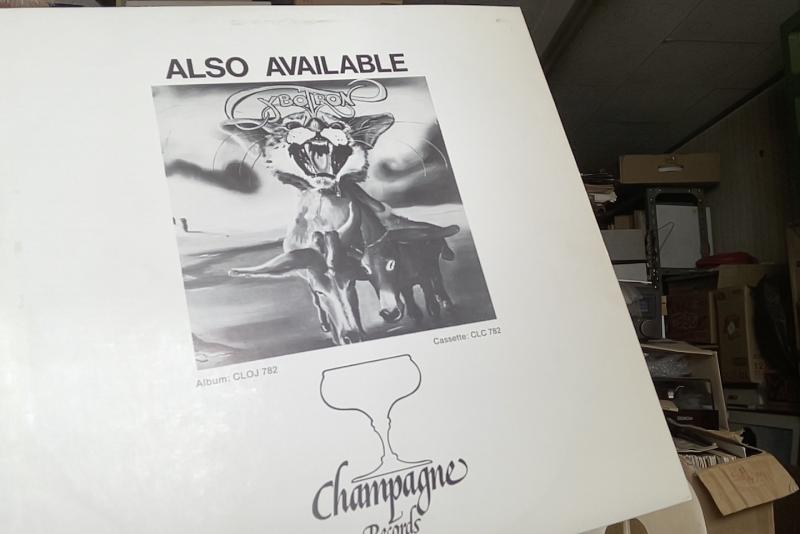 ALSO AVAILABLE
CYBOTRON
Album: CLOJ 782
Cassette: CLC 782
Champagne
Records